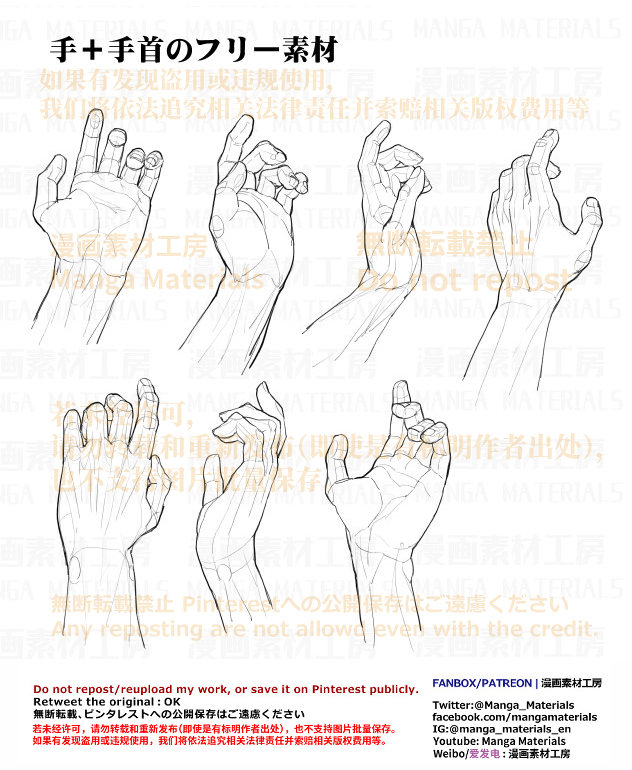 手＋手首のフリー素材
如果有发现盗用或违规使用,
我们将依法追究相关法律责任并索赔相关版权费用等
漫画素材工房
Manga Materials
無断転載禁止
Do not repost
若未经许可,
请勿转载和重新发布(即使是有标明作者出处),
也不支持图片批量保存
無断転載禁止 Pinterestへの公開保存はご遠慮ください
Any reposting are not allowd even with the credit.
Do not repost/reupload my work, or save it on Pinterest publicly.
Retweet the original : OK
無断転載、ピンタレストへの公開保存はご遠慮ください
若未经许可，请勿转载和重新发布(即使是有标明作者出处），也不支持图片批量保存。
如果有发现盗用或违规使用，我们将依法追究相关法律责任并索赔相关版权费用等。
FANBOX/PATREON | 漫画素材工房
Twitter:@Manga_Materials
facebook.com/mangamaterials
IG:@manga_materials_en
Youtube: Manga Materials
Weibo/爱发电 : 漫画素材工房